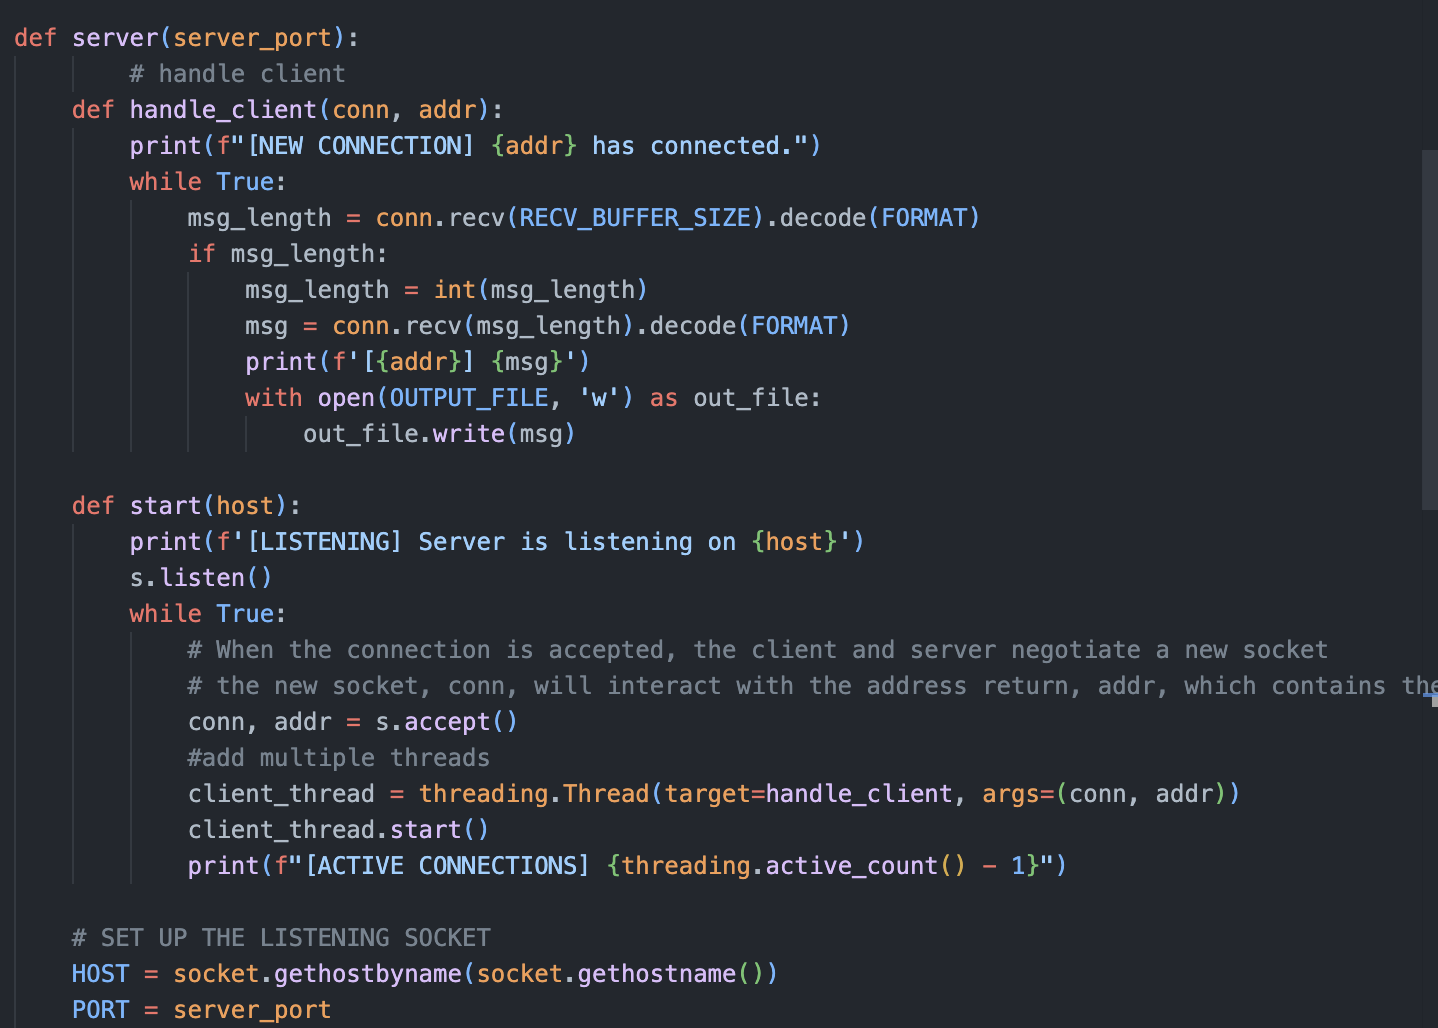 def server(server_port):
        # handle client
    def handle_client(conn, addr):
        print(f"[NEW CONNECTION] {addr} has connected.")
        while True:
            msg_length = conn.recv(RECV_BUFFER_SIZE).decode(FORMAT)
            if msg_length:
                msg_length = int(msg_length)
                msg = conn.recv(msg_length).decode(FORMAT)
                print(f'[{addr}] {msg}')
                with open(OUTPUT_FILE, 'w') as out_file:
                    out_file.write(msg)

    def start(host):
        print(f'[LISTENING] Server is listening on {host}')
        s.listen()
        while True:
            # When the connection is accepted, the client and server negotiate a new socket
            # the new socket, conn, will interact with the address return, addr, which contains the
            conn, addr = s.accept()
            #add multiple threads
            client_thread = threading.Thread(target=handle_client, args=(conn, addr))
            client_thread.start()
            print(f"[ACTIVE CONNECTIONS] {threading.active_count() - 1}")

    # SET UP THE LISTENING SOCKET
    HOST = socket.gethostbyname(socket.gethostname())
    PORT = server_port